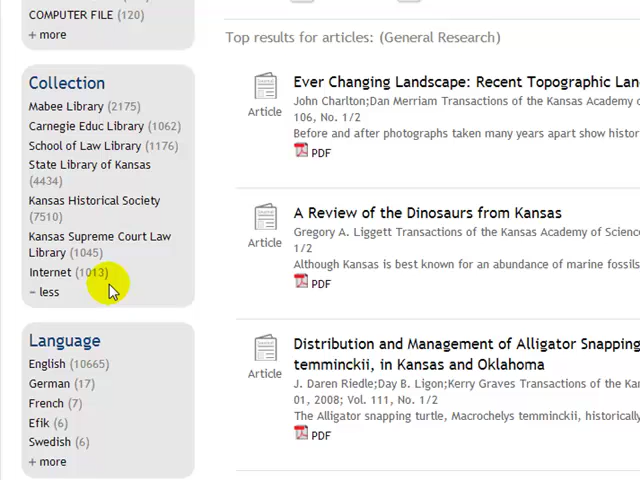 COMPUTER FILE (120)
+ more
Collection
Mabee Library (2175)
Carnegie Educ Library (1062)
School of Law Library (1176)
State Library of Kansas
(4434)
Kansas Historical Society
(7510)
Kansas Supreme Court Law
Library (1045)
Internet (1013)
− less
Language
English (10665)
German (17)
French (7)
Efik (6)
Swedish (6)
+ more
Top results for articles: (General Research)
Article
Ever Changing Landscape: Recent Topographic Lan
John Charlton;Dan Merriam Transactions of the Kansas Academy o
106, No. 1/2
Before and after photographs taken many years apart show histor
PDF
Article
A Review of the Dinosaurs from Kansas
Gregory A. Liggett Transactions of the Kansas Academy of Science
1/2
Although Kansas is best known for an abundance of marine fossils
PDF
Article
Distribution and Management of Alligator Snapping
temminckii, in Kansas and Oklahoma
J. Daren Riedle;Day B. Ligon;Kerry Graves Transactions of the Ka
01, 2008; Vol. 111, No. 1/2
The Alligator snapping turtle, Macrochelys temminckii, historically
PDF